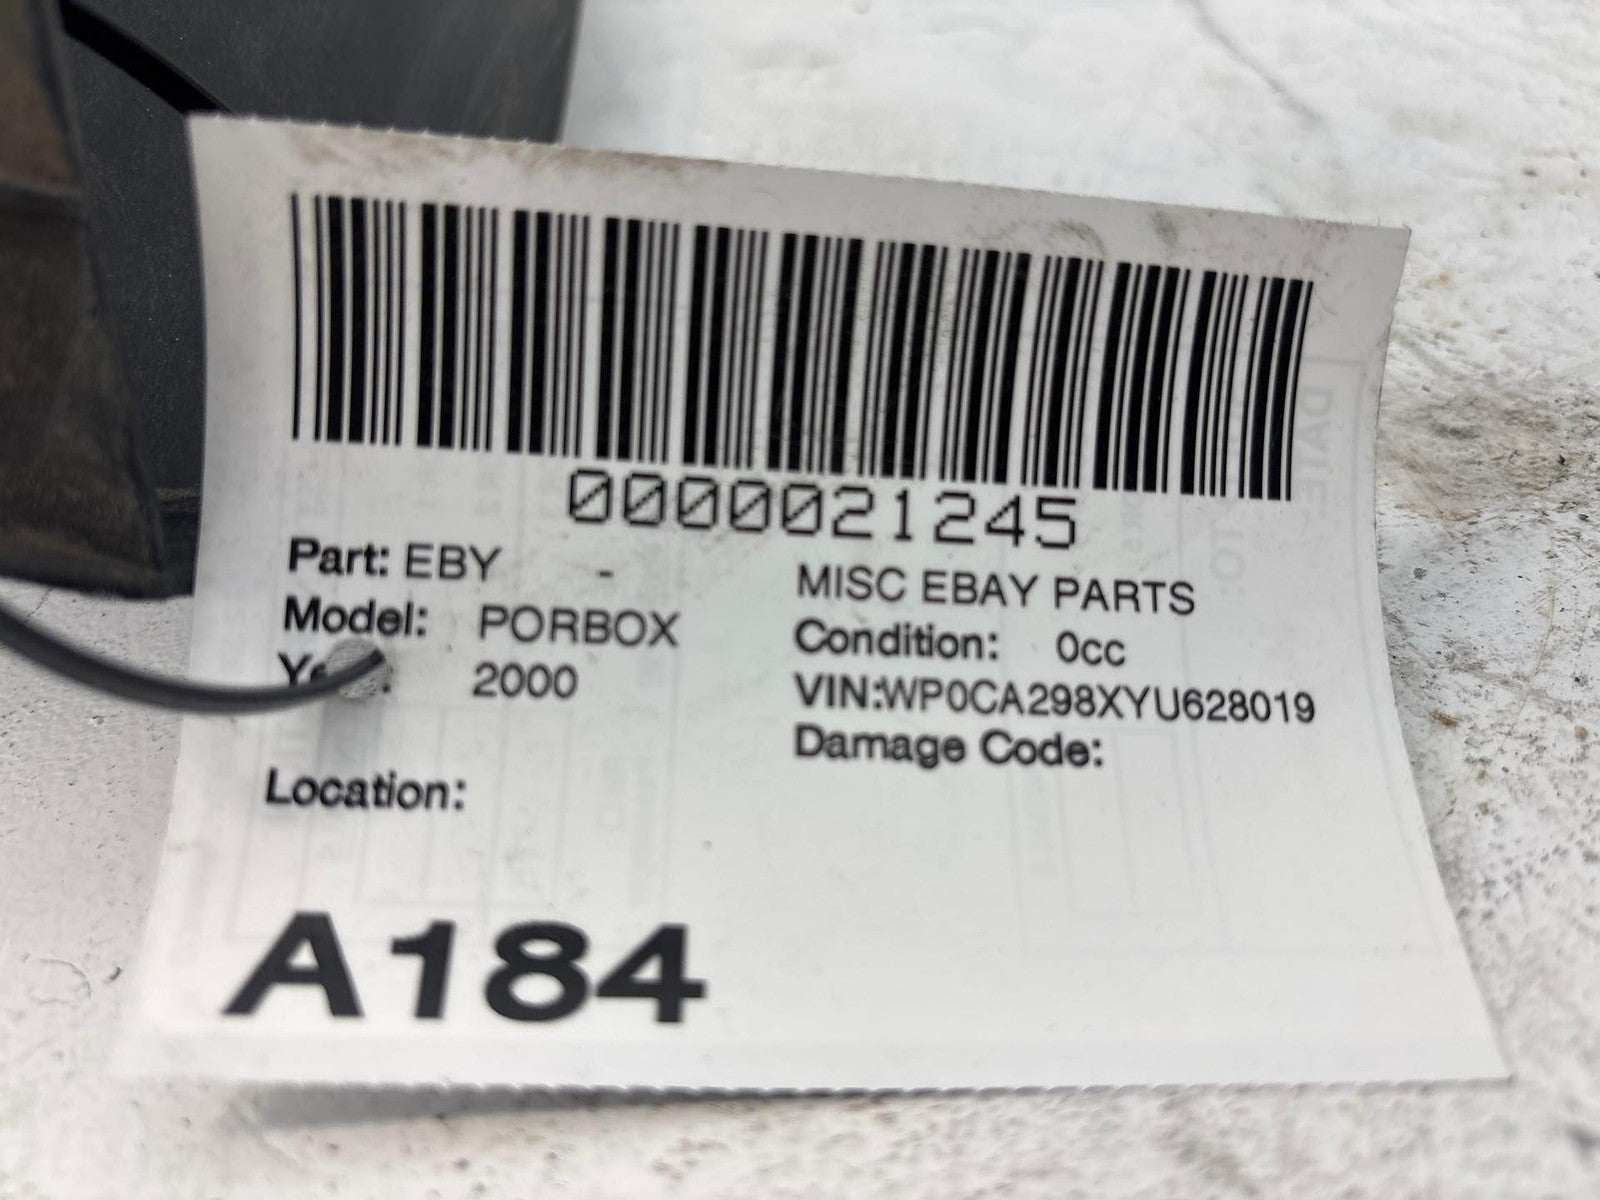 0000021245
Part: EBY - MISC EBAY PARTS
Model: PORBOX Condition: 0cc
2000 VIN:WP0CA298XYU628019
Damage Code:
Location:
A184